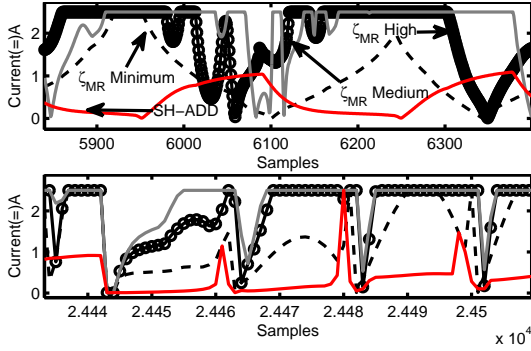 Current(=)A
2
1
0
ζMR High
ζMR Minimum
ζMR Medium
SH-ADD
5900 6000 6100 6200 6300
Samples
Current(=)A
2
1
0
2.444 2.445 2.446 2.447 2.448 2.449 2.45
Samples
x 10^4